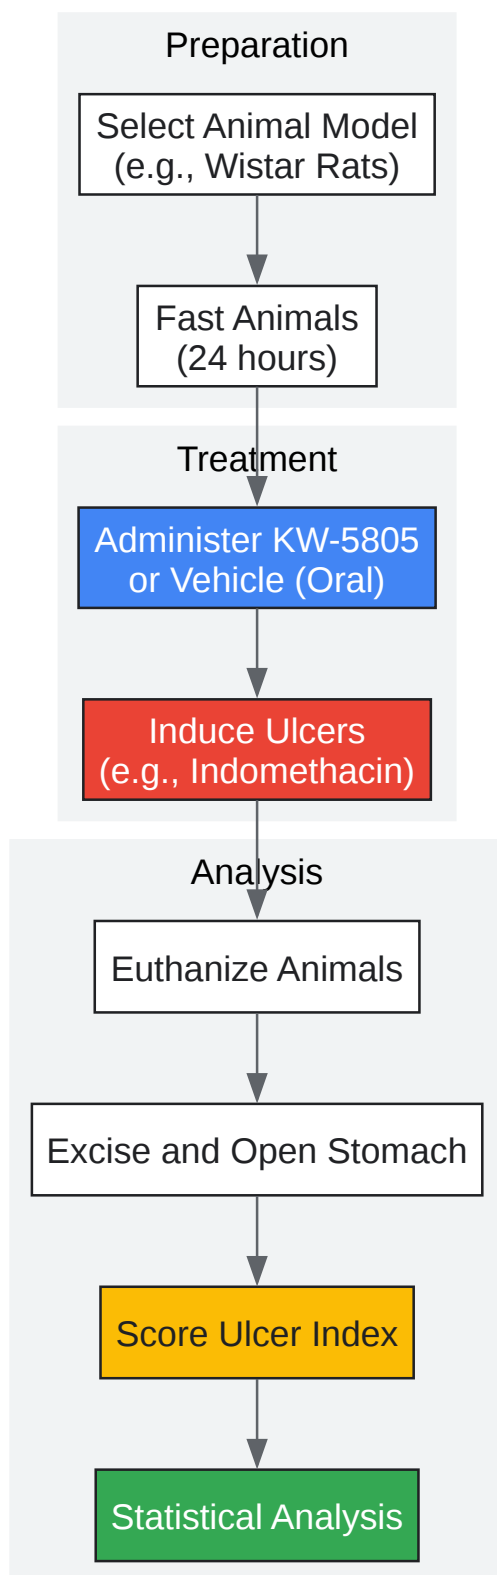 Preparation
Select Animal Model
(e.g., Wistar Rats)
Fast Animals
(24 hours)
Treatment
Administer KW-5805
or Vehicle (Oral)
Induce Ulcers
(e.g., Indomethacin)
Analysis
Euthanize Animals
Excise and Open Stomach
Score Ulcer Index
Statistical Analysis